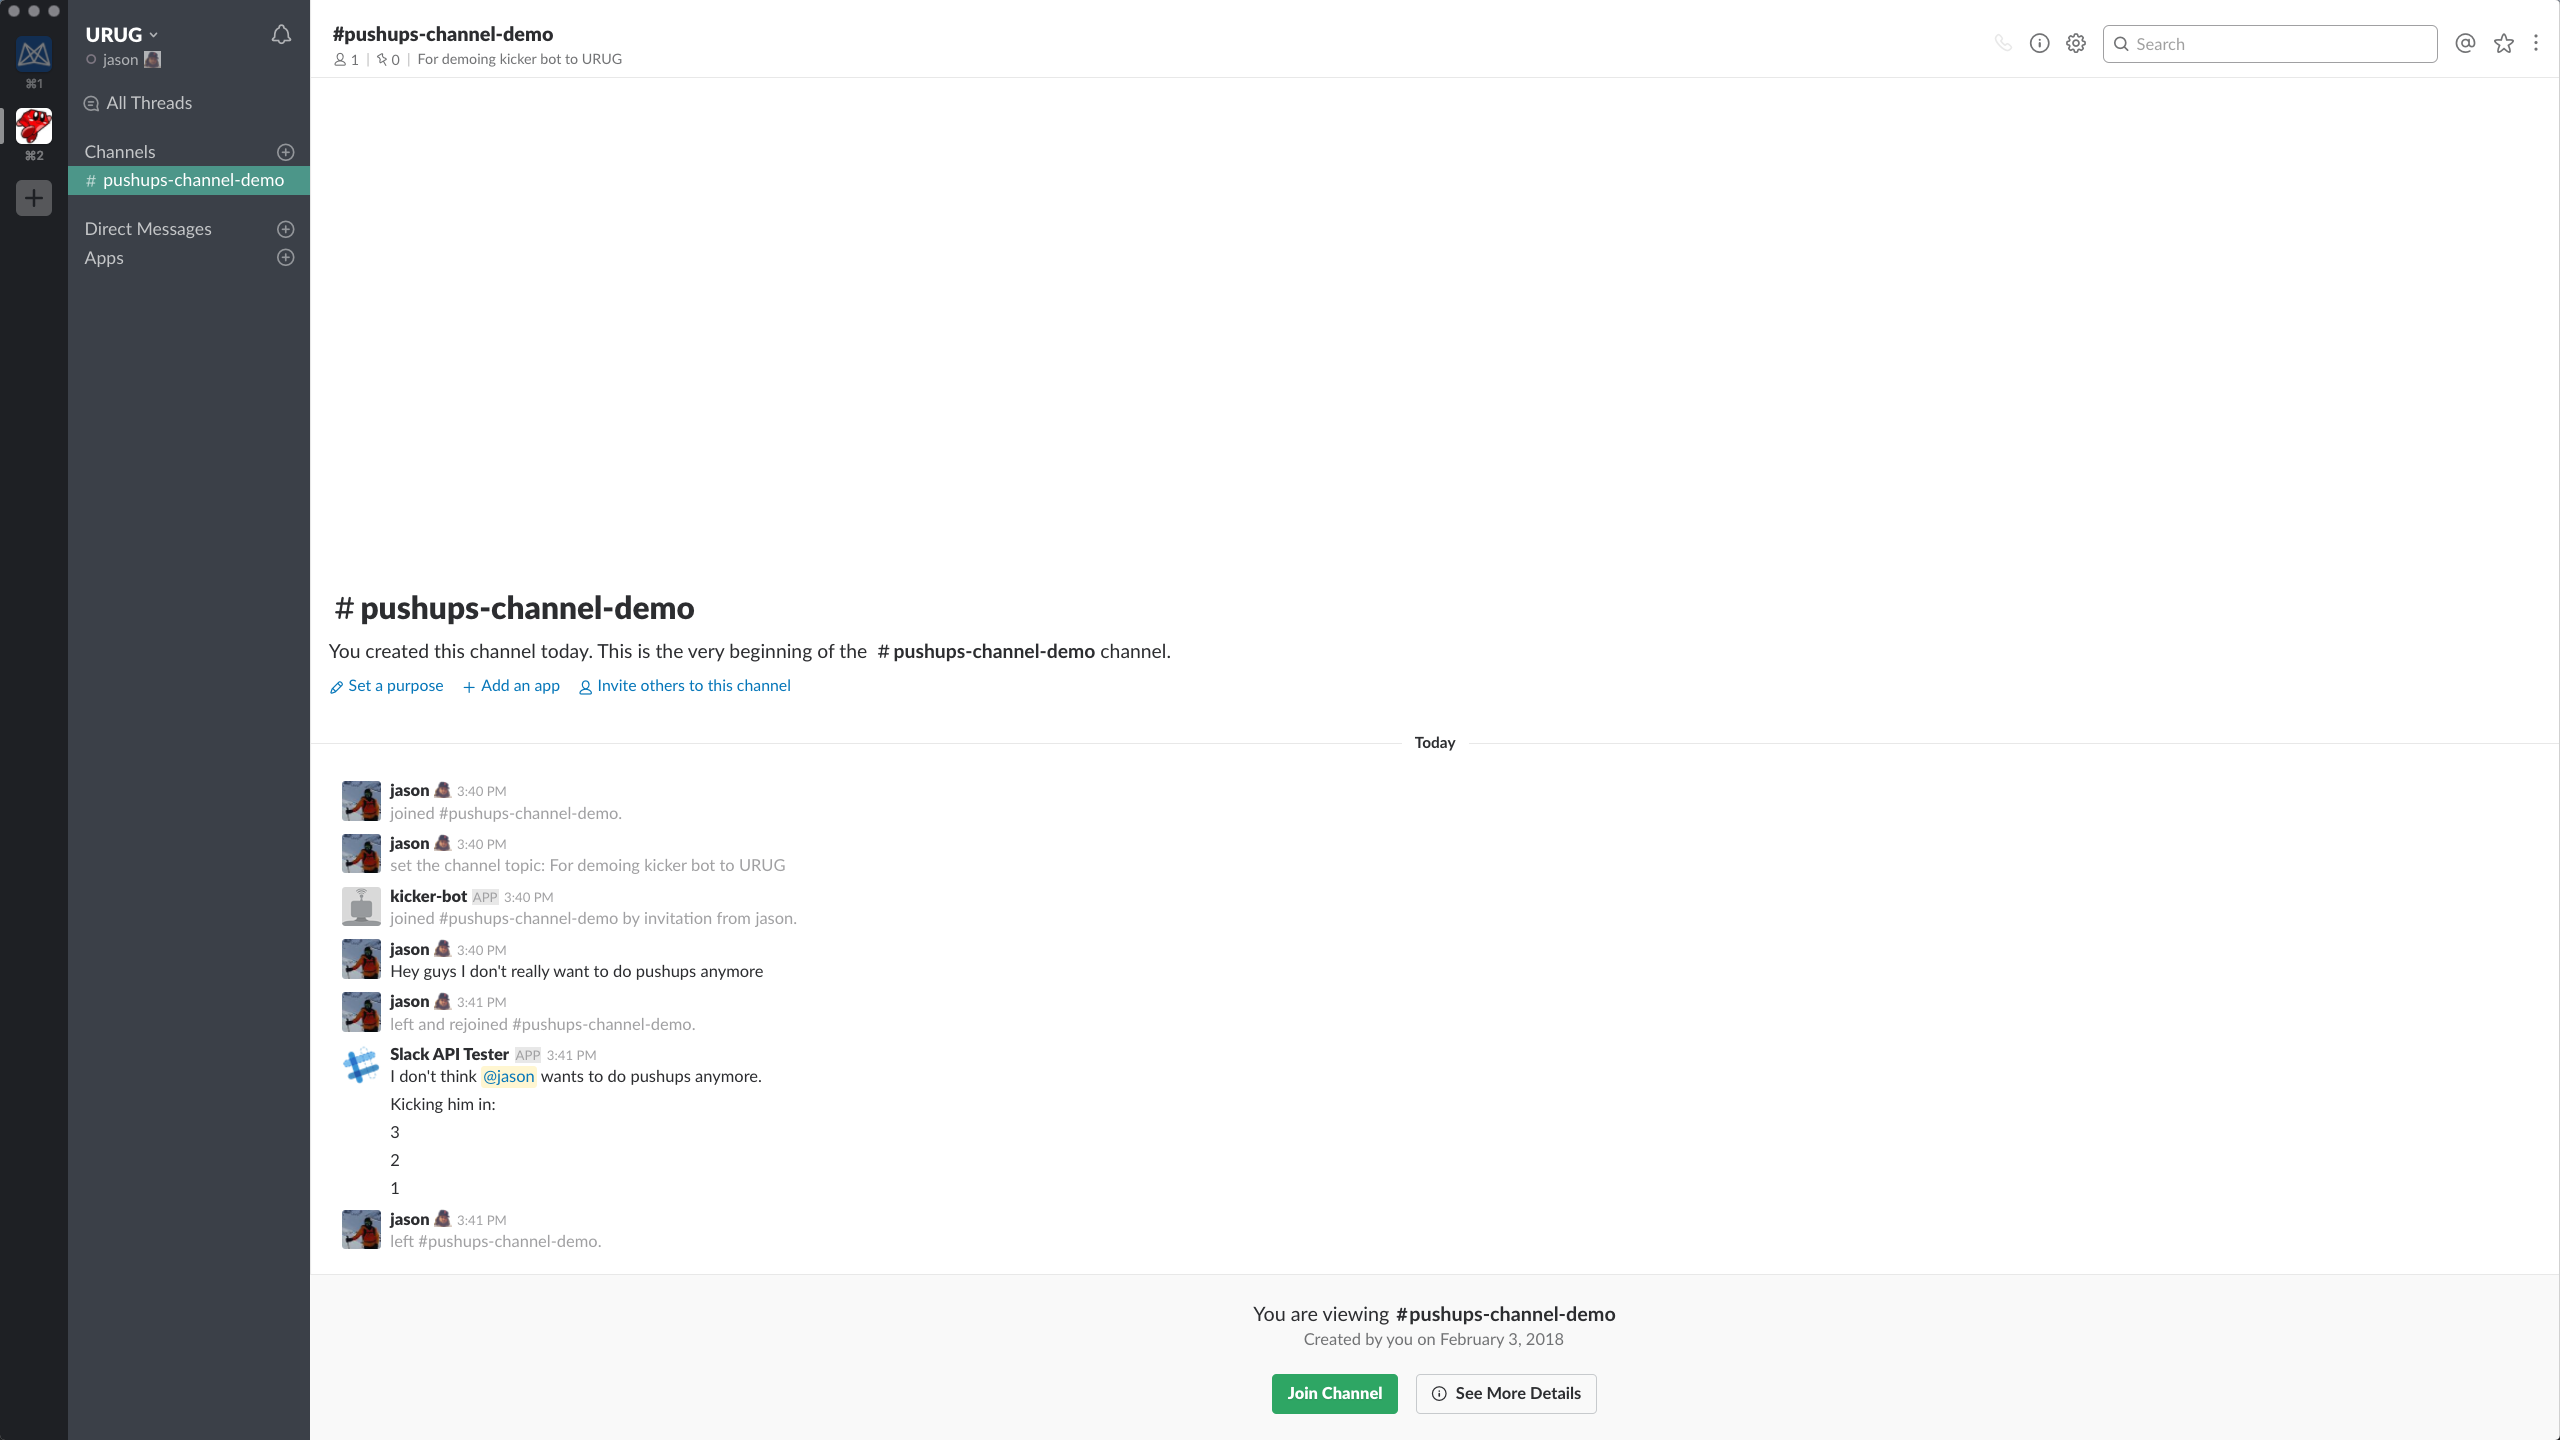 ⌘1
⌘2
URUG
jason
All Threads
Channels
# pushups-channel-demo
Direct Messages
Apps
#pushups-channel-demo
1 | 0 | For demoing kicker bot to URUG
Search
# pushups-channel-demo
You created this channel today. This is the very beginning of the # pushups-channel-demo channel.
Set a purpose + Add an app Invite others to this channel
Today
jason 3:40 PM
joined #pushups-channel-demo.
jason 3:40 PM
set the channel topic: For demoing kicker bot to URUG
kicker-bot APP 3:40 PM
joined #pushups-channel-demo by invitation from jason.
jason 3:40 PM
Hey guys I don't really want to do pushups anymore
jason 3:41 PM
left and rejoined #pushups-channel-demo.
Slack API Tester APP 3:41 PM
I don't think @jason wants to do pushups anymore.
Kicking him in:
3
2
1
jason 3:41 PM
left #pushups-channel-demo.
You are viewing #pushups-channel-demo
Created by you on February 3, 2018
Join Channel
See More Details